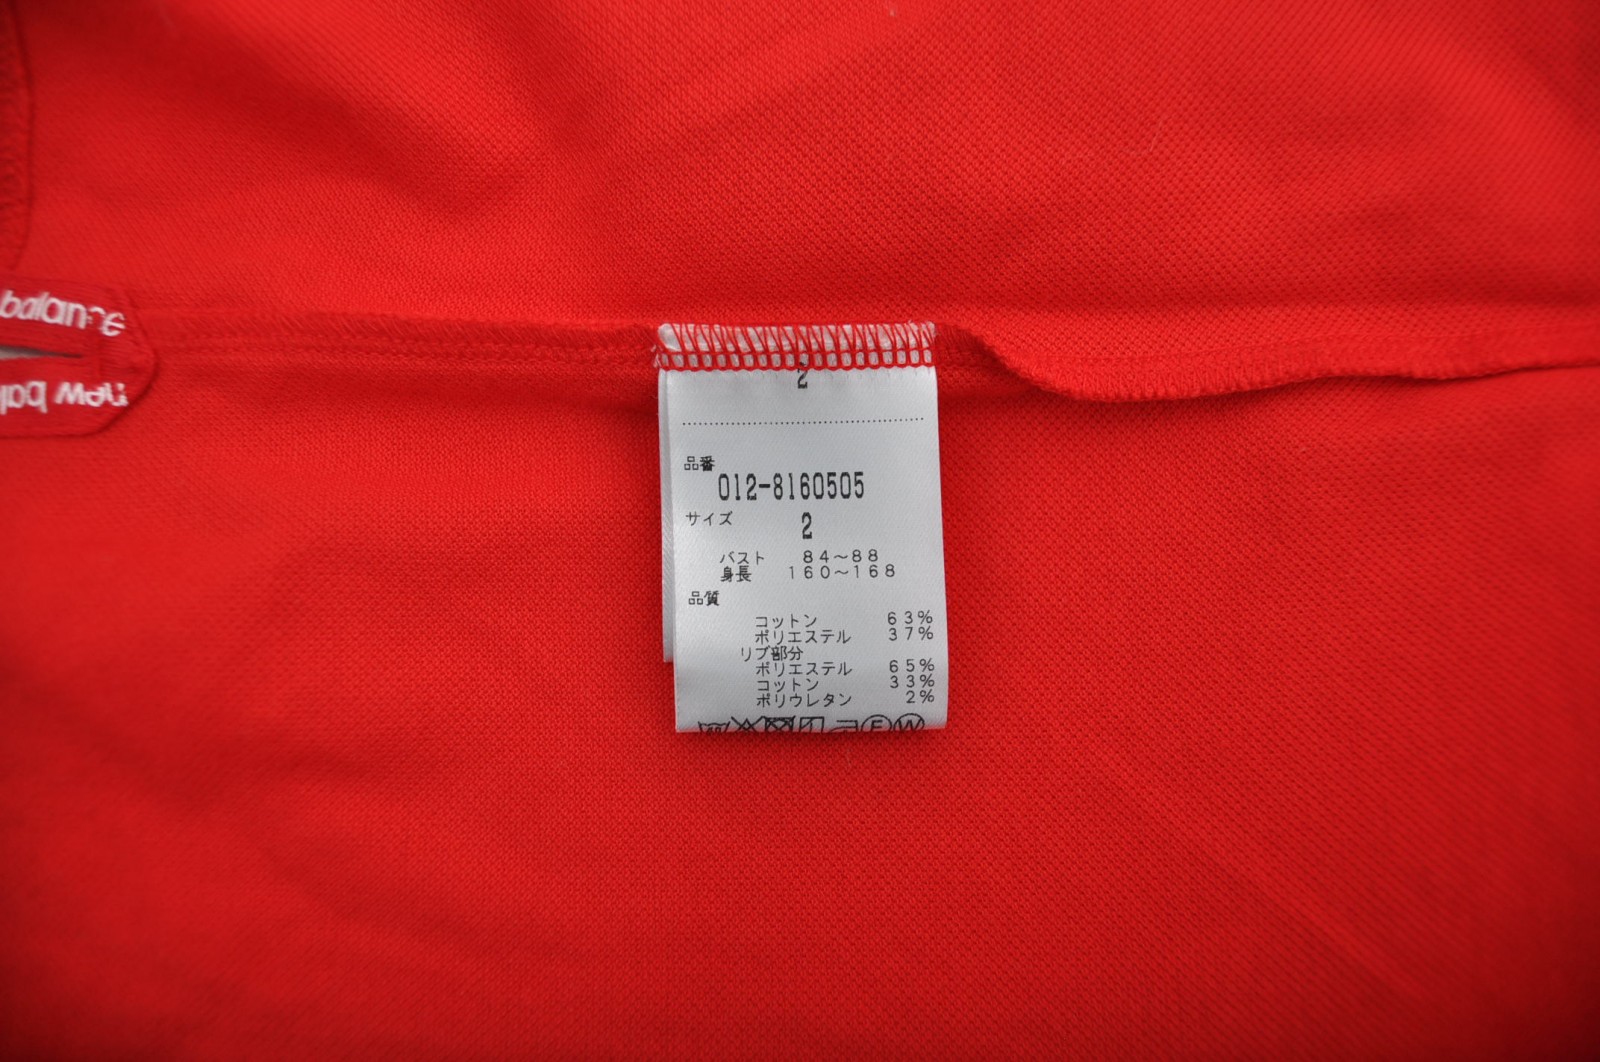 balance
new bal
2
品番
012-8160505
サイズ
2
バスト 84~88
身長 160~168
品質
コットン 63%
ポリエステル 37%
リブ部分
ポリエステル 65%
コットン 33%
ポリウレタン 2%
F W